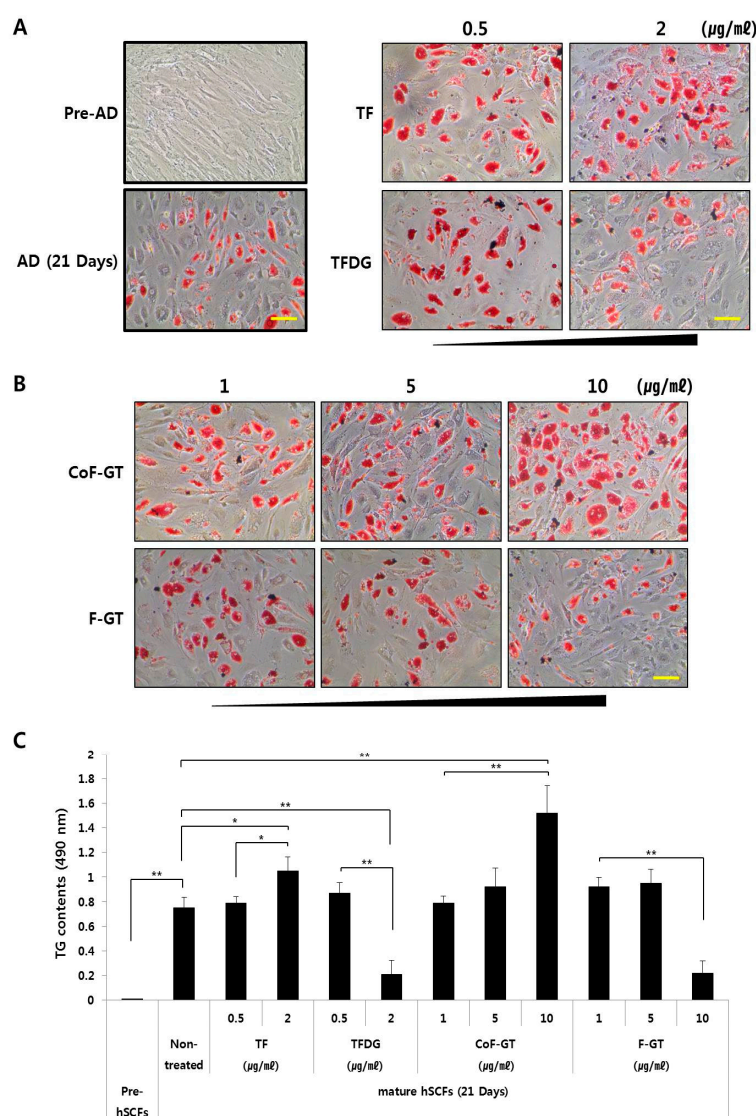 A
0.5 2 (μg/㎖)
Pre-AD
TF
AD (21 Days)
TFDG
B
1 5 10 (μg/㎖)
CoF-GT
F-GT
C
TG contents (490 nm)
2
1.8
1.6
1.4
1.2
1
0.8
0.6
0.4
0.2
0
**
**
*
*
**
**
**
**
**
0.5 2 0.5 2 1 5 10 1 5 10
Non-treated
TF
(μg/㎖)
TFDG
(μg/㎖)
CoF-GT
(μg/㎖)
F-GT
(μg/㎖)
Pre-hSCFs
mature hSCFs (21 Days)